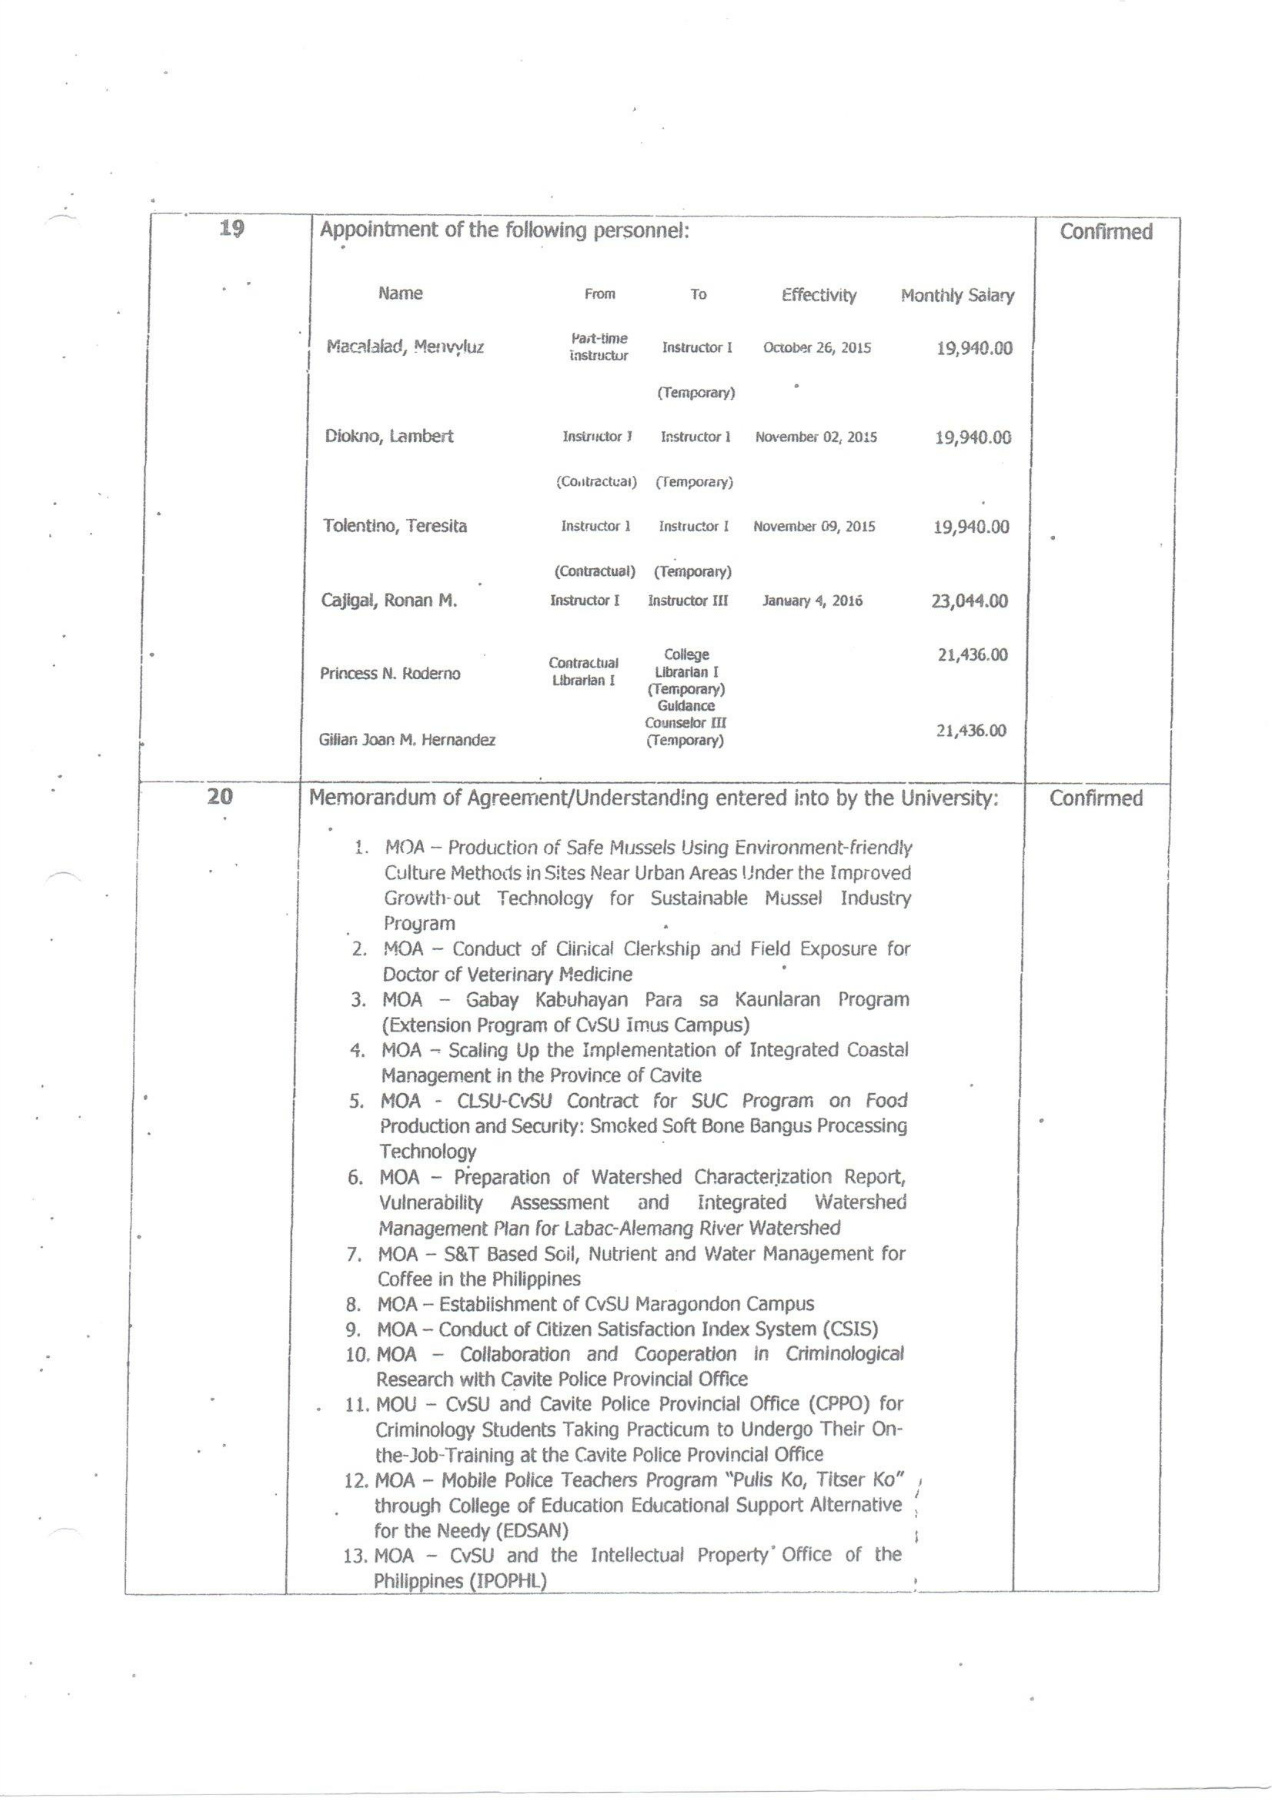 19 Appointment of the following personnel: Confirmed
Name From To Effectivity Monthly Salary
Macalalad, Menvyluz Part-time Instructor Instructor I October 26, 2015 19,940.00
(Temporary)
Diokno, Lambert Instructor I Instructor I November 02, 2015 19,940.00
(Contractual) (Temporary)
Tolentino, Teresita Instructor I Instructor I November 09, 2015 19,940.00
(Contractual) (Temporary)
Cajigal, Ronan M. Instructor I Instructor III January 4, 2016 23,044.00
Princess N. Roderno Contractual Librarian I College Librarian I (Temporary) 21,436.00
Gilian Joan M. Hernandez Guidance Counselor III (Temporary) 21,436.00
20 Memorandum of Agreement/Understanding entered into by the University: Confirmed
1. MOA – Production of Safe Mussels Using Environment-friendly
Culture Methods in Sites Near Urban Areas Under the Improved
Growth-out Technology for Sustainable Mussel Industry
Program
2. MOA – Conduct of Clinical Clerkship and Field Exposure for
Doctor of Veterinary Medicine
3. MOA – Gabay Kabuhayan Para sa Kaunlaran Program
(Extension Program of CvSU Imus Campus)
4. MOA – Scaling Up the Implementation of Integrated Coastal
Management in the Province of Cavite
5. MOA - CLSU-CvSU Contract for SUC Program on Food
Production and Security: Smoked Soft Bone Bangus Processing
Technology
6. MOA – Preparation of Watershed Characterization Report,
Vulnerability Assessment and Integrated Watershed
Management Plan for Labac-Alemang River Watershed
7. MOA – S&T Based Soil, Nutrient and Water Management for
Coffee in the Philippines
8. MOA – Establishment of CvSU Maragondon Campus
9. MOA – Conduct of Citizen Satisfaction Index System (CSIS)
10. MOA – Collaboration and Cooperation in Criminological
Research with Cavite Police Provincial Office
11. MOU – CvSU and Cavite Police Provincial Office (CPPO) for
Criminology Students Taking Practicum to Undergo Their On-
the-Job-Training at the Cavite Police Provincial Office
12. MOA – Mobile Police Teachers Program "Pulis Ko, Titser Ko"
through College of Education Educational Support Alternative
for the Needy (EDSAN)
13. MOA – CvSU and the Intellectual Property Office of the
Philippines (IPOPHL)